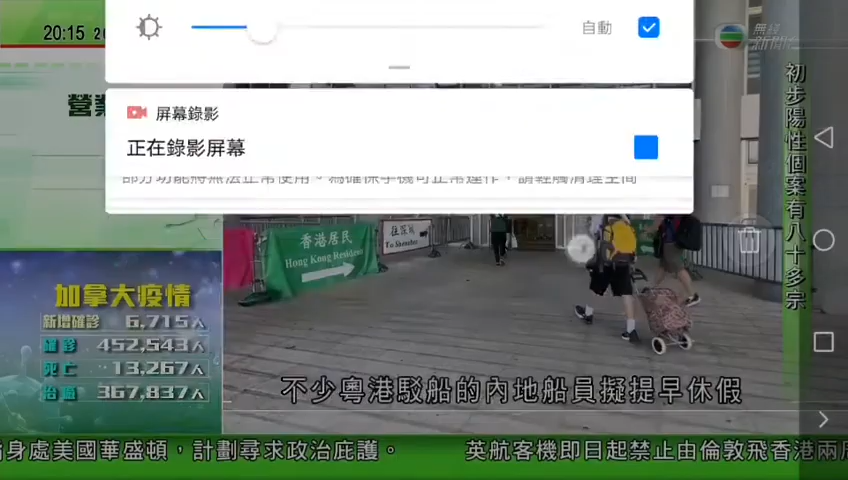 20:15
自動
無綫
新聞
屏幕錄影
正在錄影屏幕
部分功能將無法正常使用。為確保手機可正常運作，請輕觸清理空間
初步陽性個案有八十多宗
香港居民
Hong Kong Resident
往深圳
To Shenzhen
加拿大疫情
新增確診 6,715人
確診 452,543人
死亡 13,267人
治癒 367,837人
不少粵港駁船的內地船員擬提早休假
身處美國華盛頓，計劃尋求政治庇護。
英航客機即日起禁止由倫敦飛香港兩